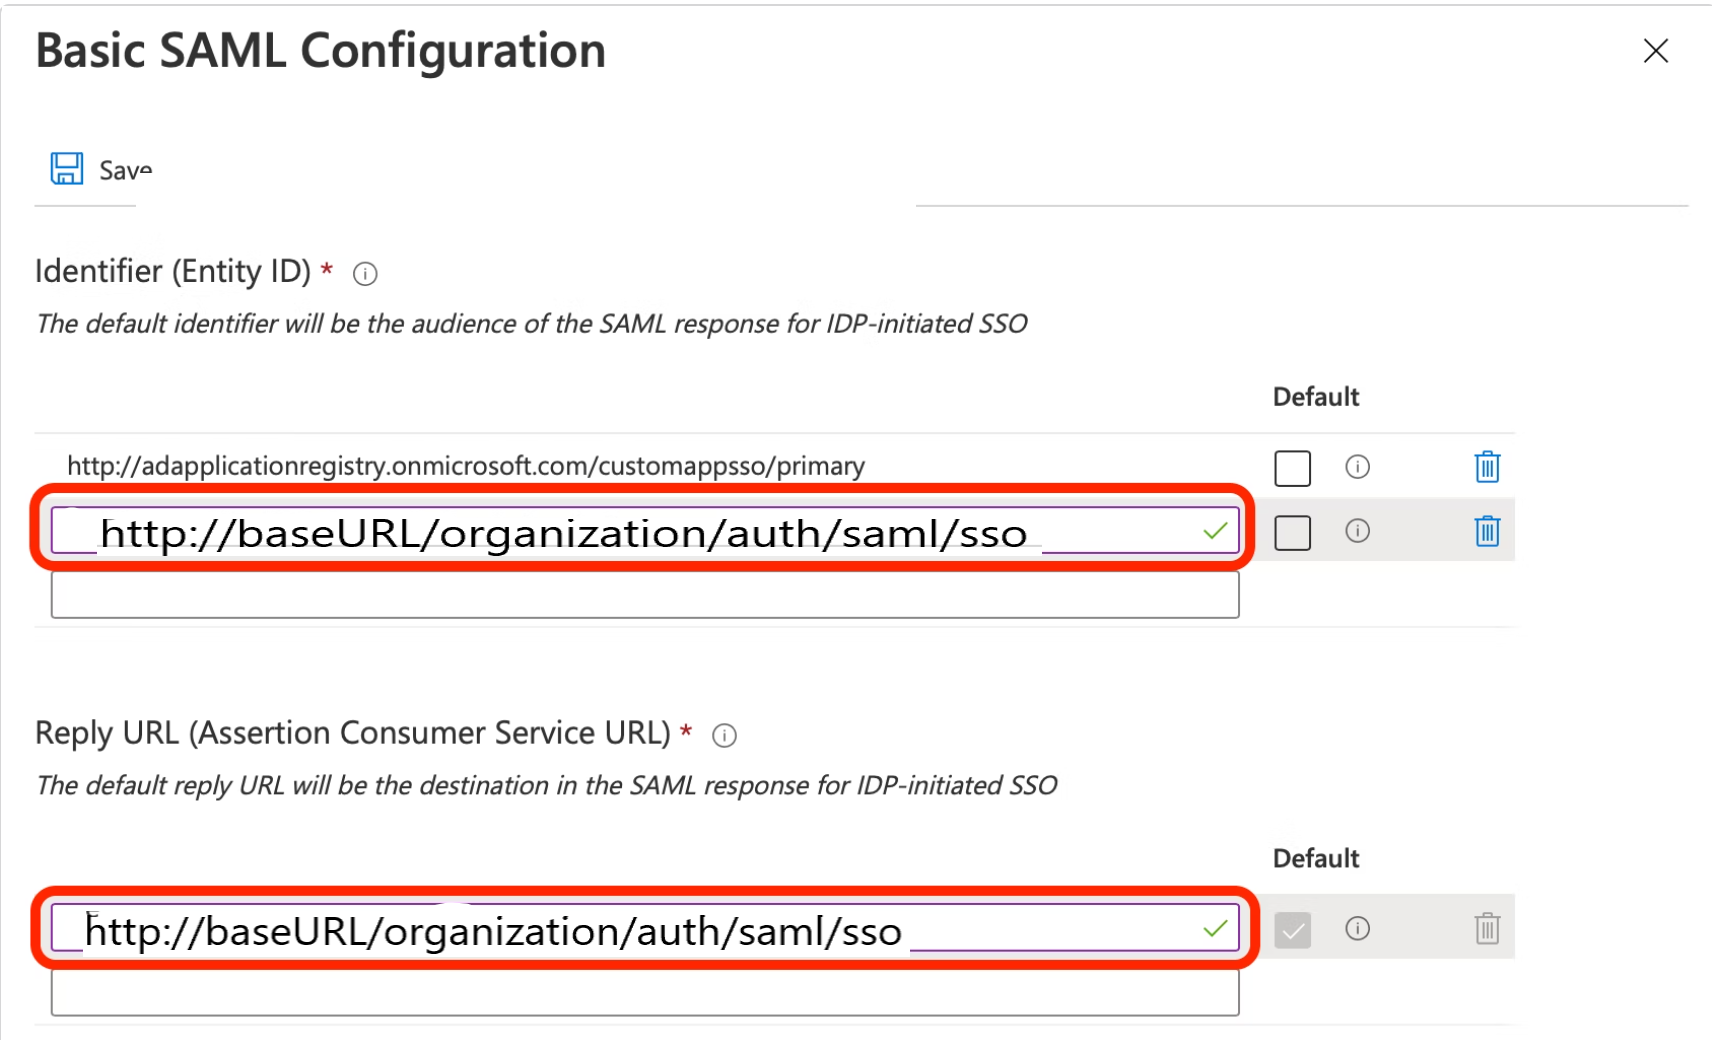 Basic SAML Configuration
Save
Identifier (Entity ID) *
The default identifier will be the audience of the SAML response for IDP-initiated SSO
Default
http://adapplicationregistry.onmicrosoft.com/customappsso/primary
http://baseURL/organization/auth/saml/sso
Reply URL (Assertion Consumer Service URL) *
The default reply URL will be the destination in the SAML response for IDP-initiated SSO
Default
http://baseURL/organization/auth/saml/sso